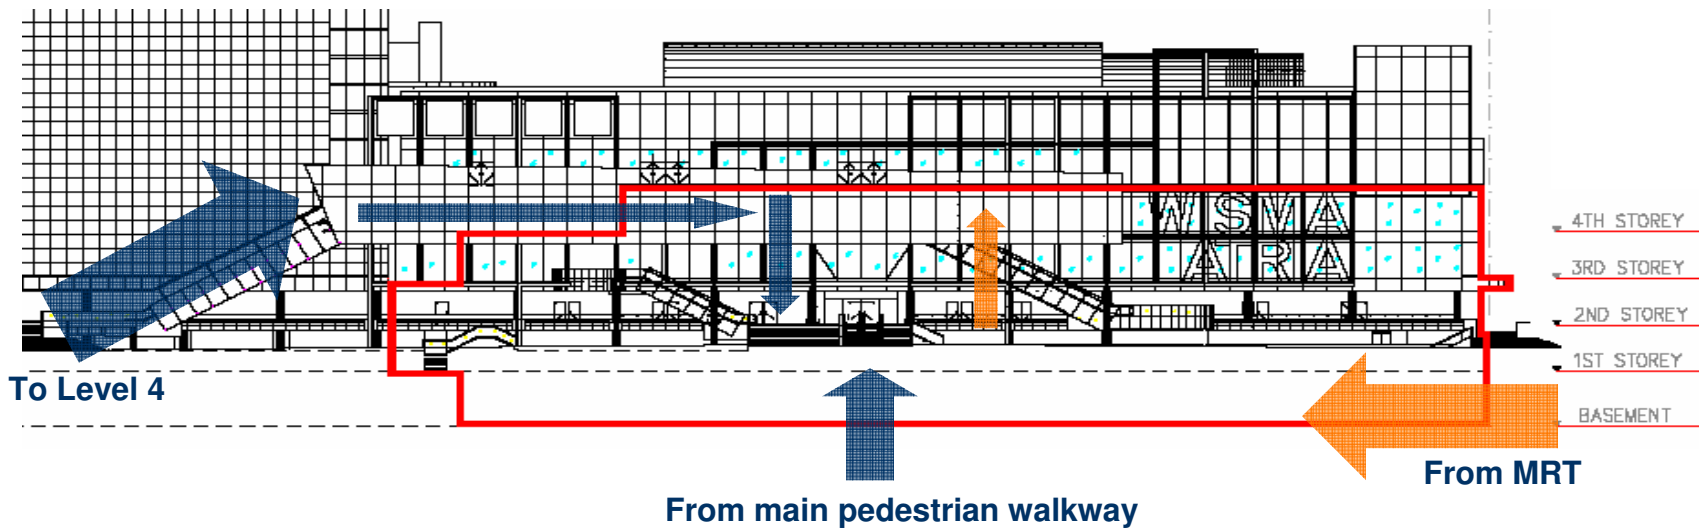 WISMA
ATRIA
4TH STOREY
3RD STOREY
2ND STOREY
1ST STOREY
BASEMENT
To Level 4
From MRT
From main pedestrian walkway